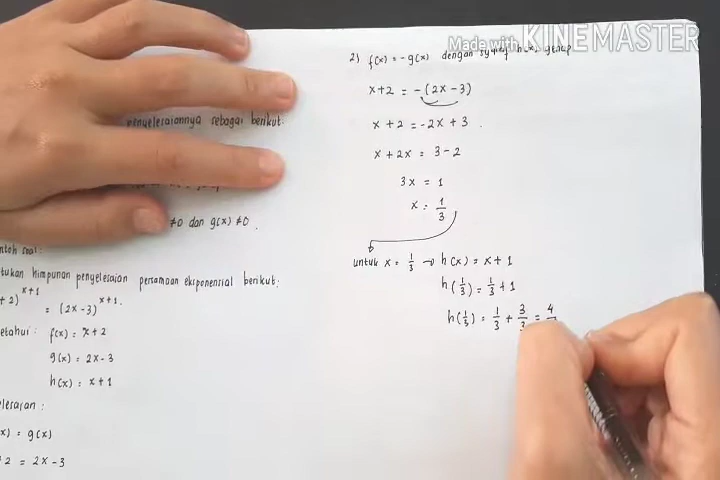 Made with KINEMASTER
penyelesaiannya sebagai berikut.
≠0 dan g(x) ≠0.
ntoh soal:
tukan himpunan penyelesaian persamaan eksponensial berikut:
+2)^x+1 = (2x-3)^x+1.
etahui: f(x) = x+2
g(x) = 2x-3
h(x) = x+1
elesaian:
x) = g(x)
+2 = 2x-3
2) f(x) = -g(x) dengan genap
x+2 = -(2x-3)
x+2 = -2x+3.
x+2x = 3-2
3x = 1
x = 1/3
untuk x = 1/3 → h(x) = x+1
h(1/3) = 1/3 + 1
h(1/3) = 1/3 + 3/3 = 4